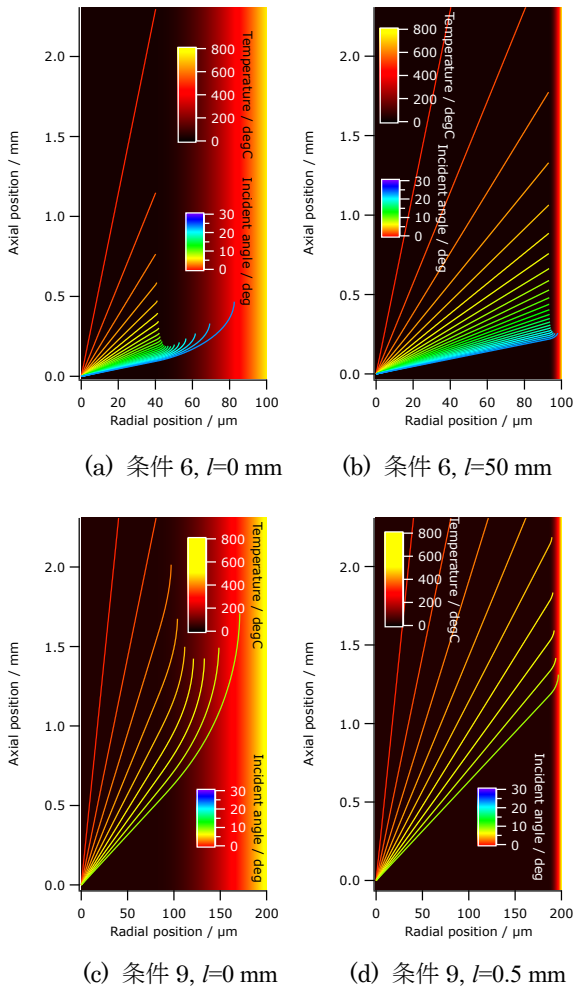 2.0
1.5
1.0
0.5
0.0
Axial position / mm
800
600
400
200
0
Temperature / degC
30
20
10
0
Incident angle / deg
0 20 40 60 80 100
Radial position / µm
(a) 条件 6, l=0 mm
2.0
1.5
1.0
0.5
0.0
Axial position / mm
800
600
400
200
0
Temperature / degC
30
20
10
0
Incident angle / deg
0 20 40 60 80 100
Radial position / µm
(b) 条件 6, l=50 mm
2.0
1.5
1.0
0.5
0.0
Axial position / mm
800
600
400
200
0
Temperature / degC
30
20
10
0
Incident angle / deg
0 50 100 150 200
Radial position / µm
(c) 条件 9, l=0 mm
2.0
1.5
1.0
0.5
0.0
Axial position / mm
800
600
400
200
0
Temperature / degC
30
20
10
0
Incident angle / deg
0 50 100 150 200
Radial position / µm
(d) 条件 9, l=0.5 mm